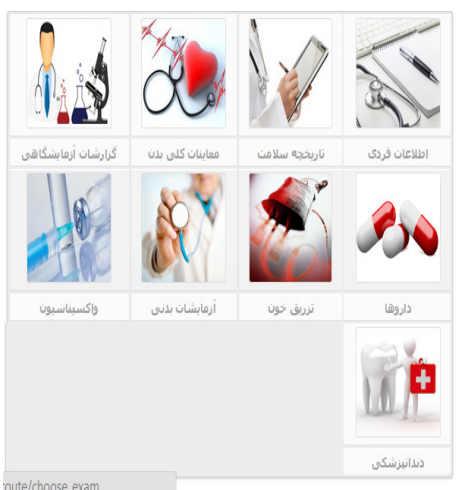 اطلاعات فردی
تاریخچه سلامت
معاینات کلی بدن
گزارشات آزمایشگاهی
داروها
تزریق خون
آزمایشات بدنی
واکسیناسیون
دندانپزشکی
route/choose_exam